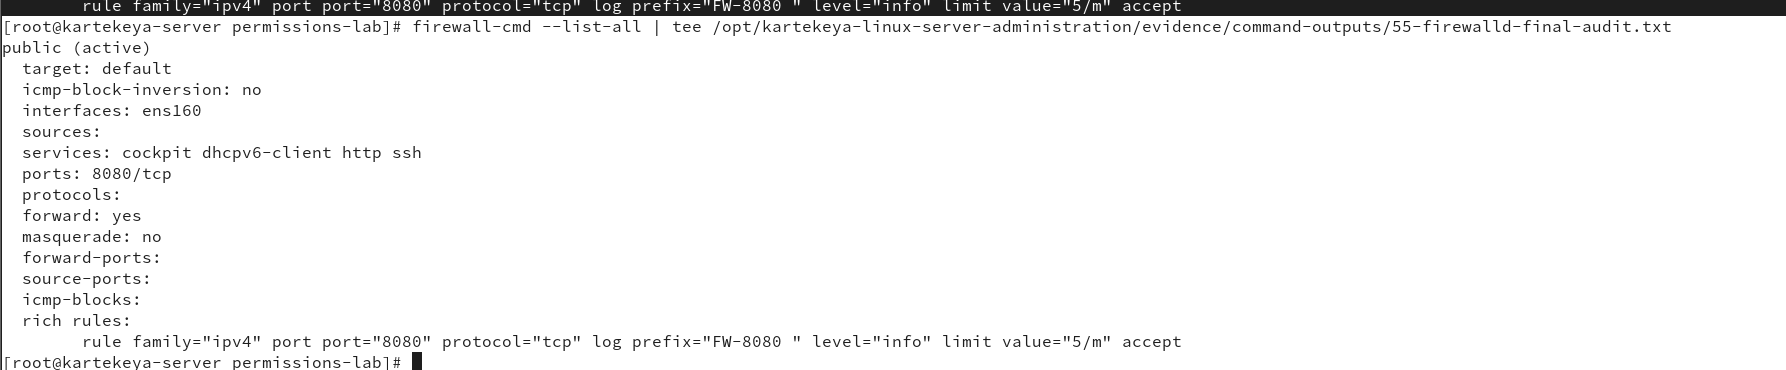 rule family="ipv4" port port="8080" protocol="tcp" log prefix="FW-8080 " level="info" limit value="5/m" accept
[root@kartekeya-server permissions-lab]# firewall-cmd --list-all | tee /opt/kartekeya-linux-server-administration/evidence/command-outputs/55-firewalld-final-audit.txt
public (active)
  target: default
  icmp-block-inversion: no
  interfaces: ens160
  sources:
  services: cockpit dhcpv6-client http ssh
  ports: 8080/tcp
  protocols:
  forward: yes
  masquerade: no
  forward-ports:
  source-ports:
  icmp-blocks:
  rich rules:
        rule family="ipv4" port port="8080" protocol="tcp" log prefix="FW-8080 " level="info" limit value="5/m" accept
[root@kartekeya-server permissions-lab]#